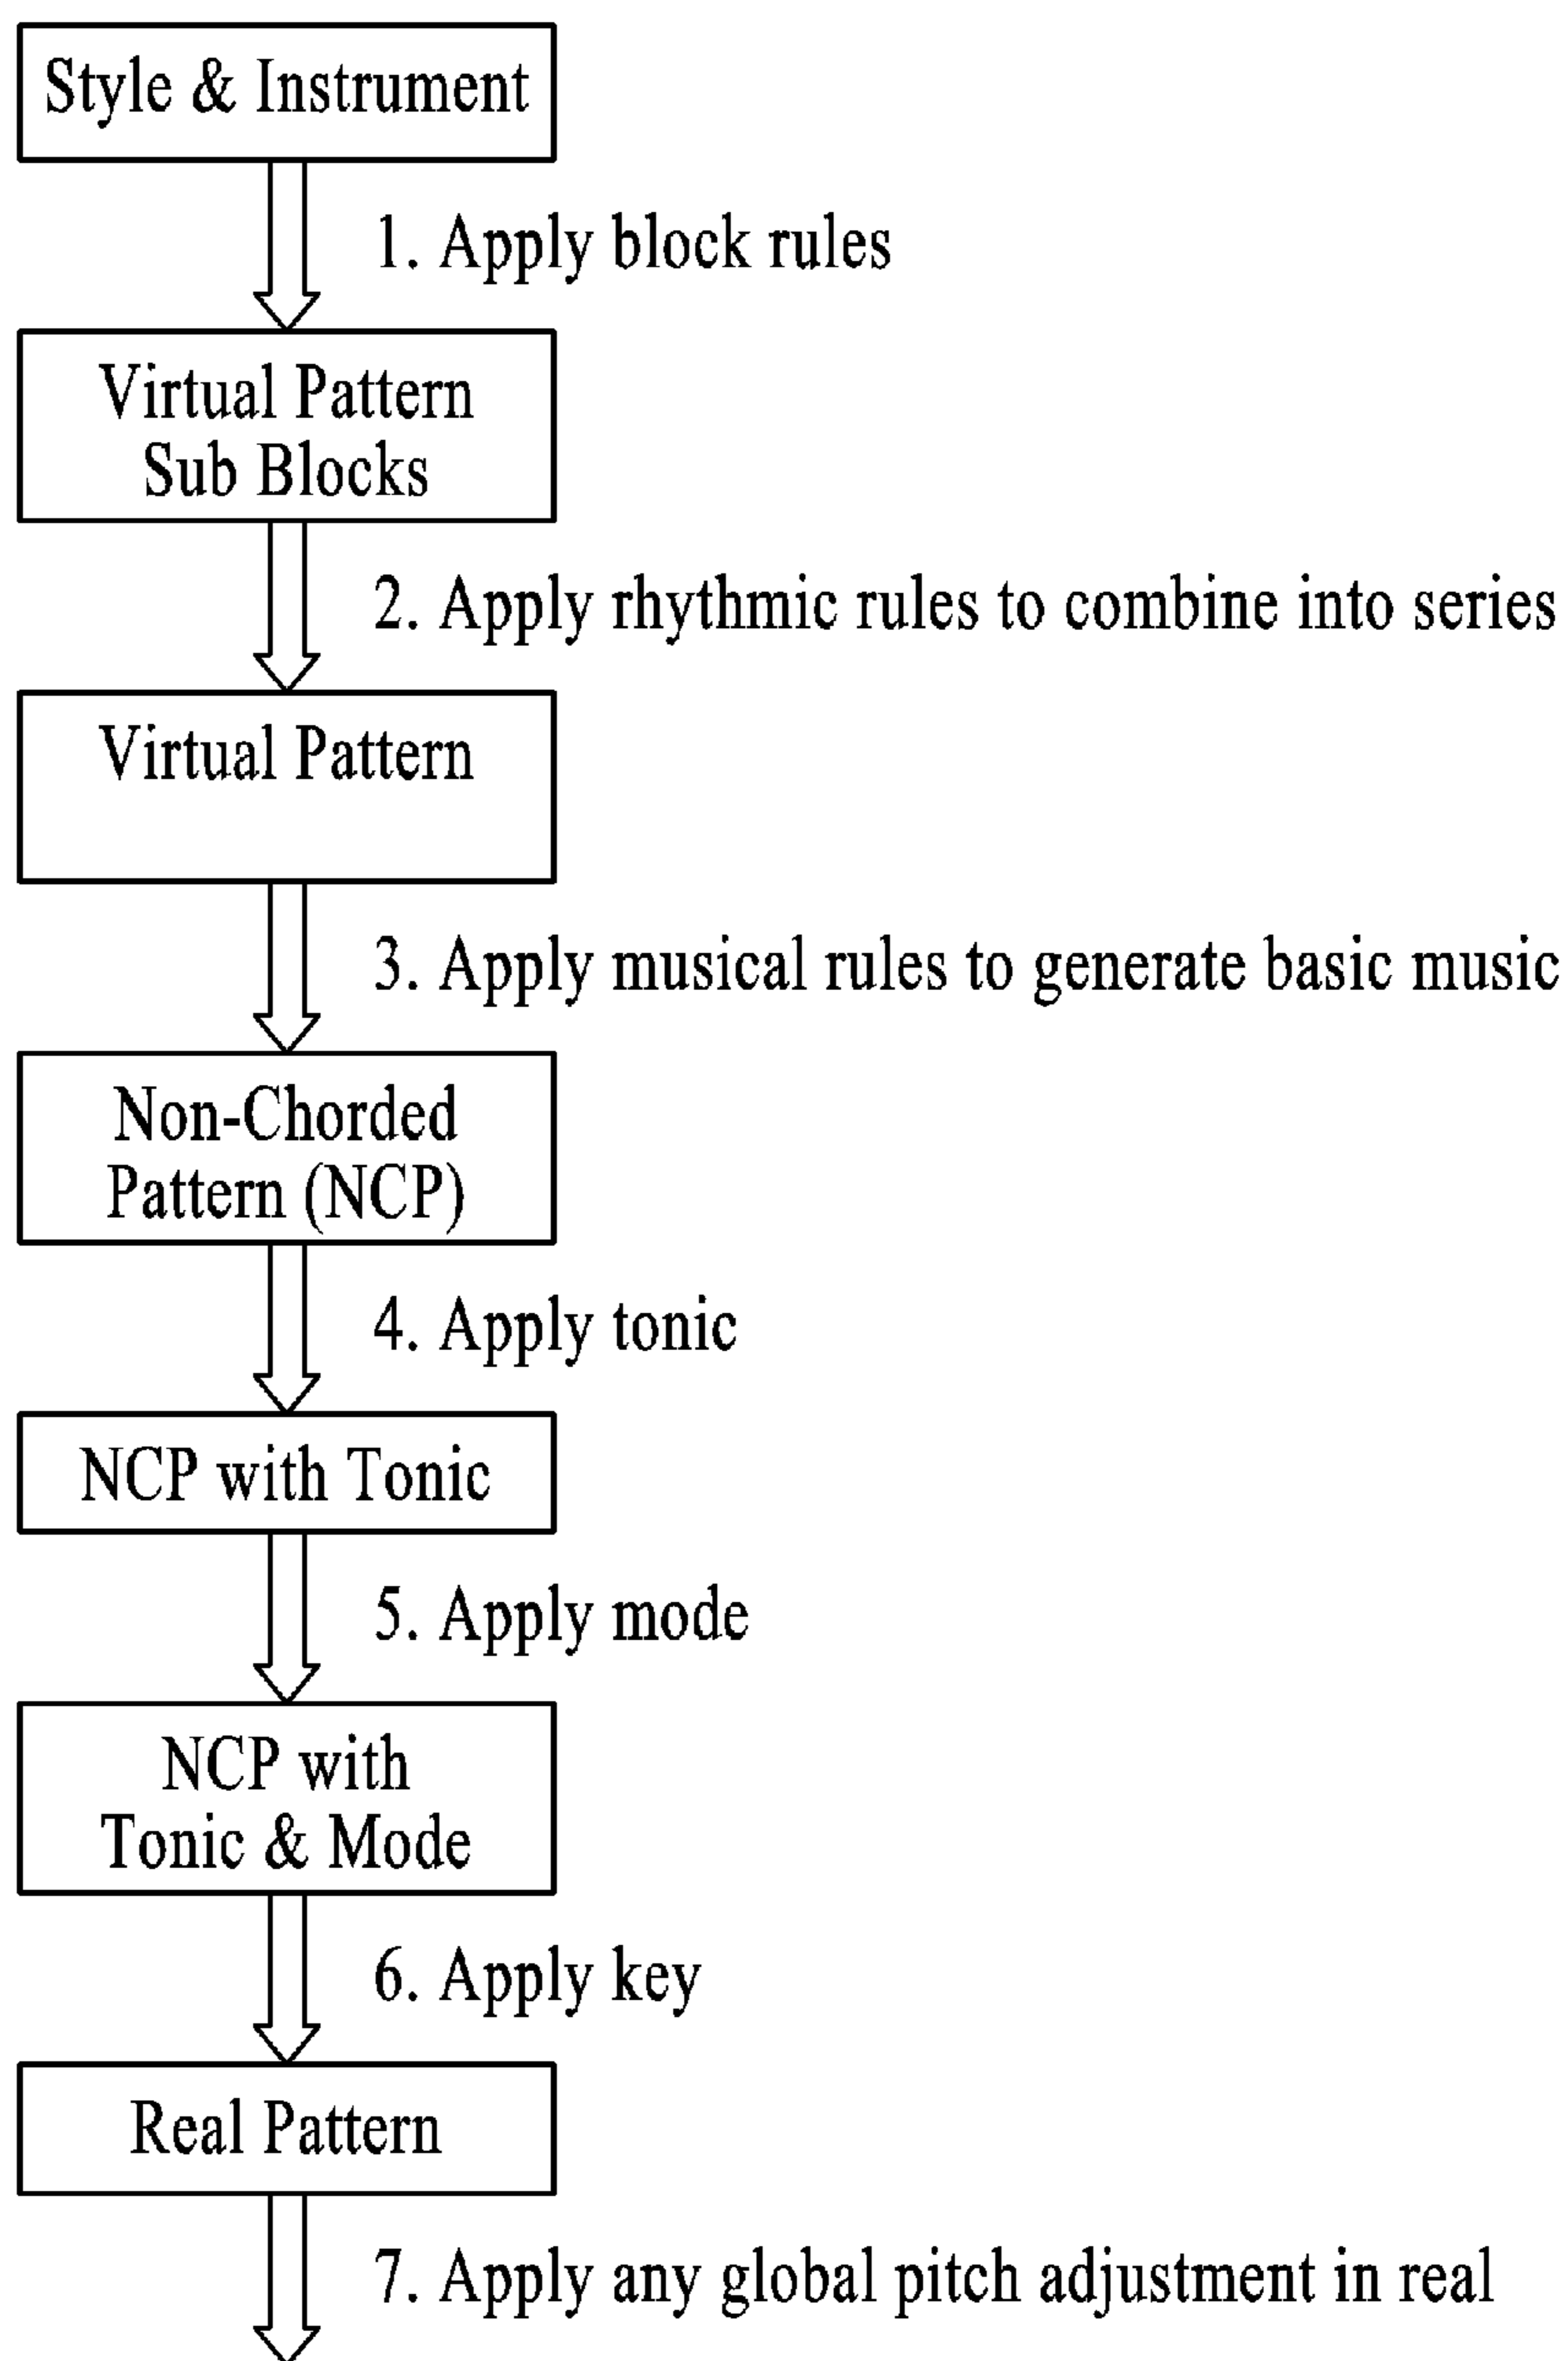 Style & Instrument
1. Apply block rules
Virtual Pattern
Sub Blocks
2. Apply rhythmic rules to combine into series
Virtual Pattern
3. Apply musical rules to generate basic music
Non-Chorded
Pattern (NCP)
4. Apply tonic
NCP with Tonic
5. Apply mode
NCP with
Tonic & Mode
6. Apply key
Real Pattern
7. Apply any global pitch adjustment in real